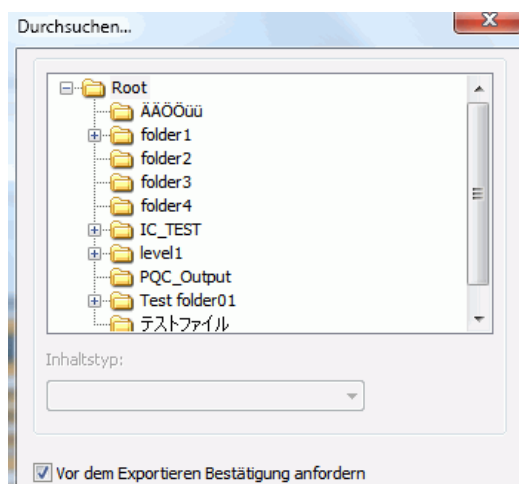 Durchsuchen...
Root
ÄÄÖÖüü
folder1
folder2
folder3
folder4
IC_TEST
level1
PQC_Output
Test folder01
テストファイル
Inhaltstyp:
Vor dem Exportieren Bestätigung anfordern